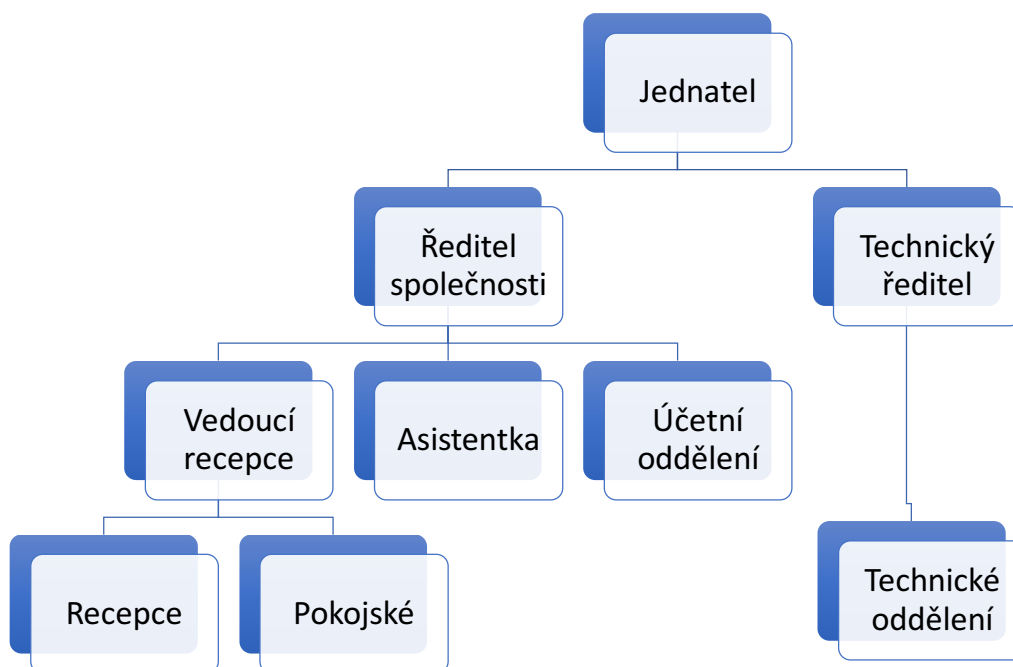 Jednatel
Ředitel
společnosti
Technický
ředitel
Vedoucí
recepce
Asistentka
Účetní
oddělení
Recepce
Pokojské
Technické
oddělení